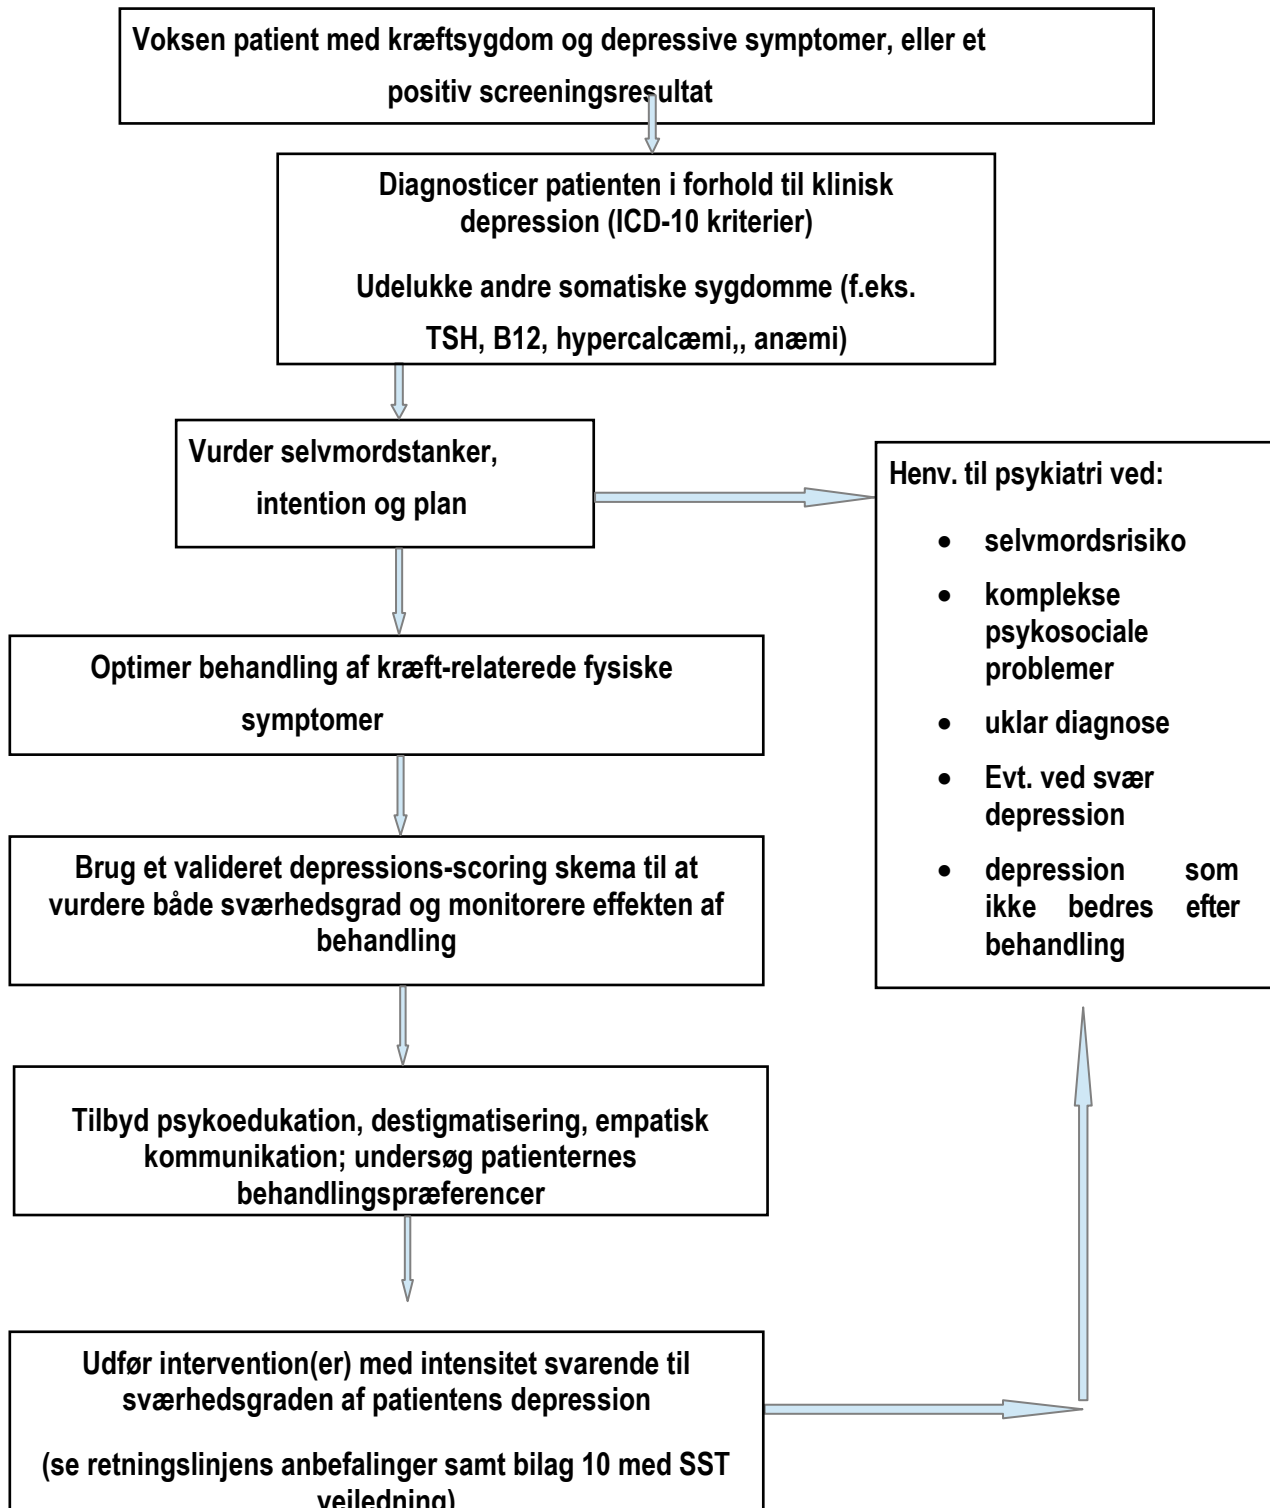 Voksen patient med kræftsygdom og depressive symptomer, eller et
positiv screeningsresultat
Diagnosticer patienten i forhold til klinisk
depression (ICD-10 kriterier)
Udelukke andre somatiske sygdomme (f.eks.
TSH, B12, hypercalcæmi,, anæmi)
Vurder selvmordstanker,
intention og plan
Henv. til psykiatri ved:
• selvmordsrisiko
• komplekse
psykosociale
problemer
• uklar diagnose
• Evt. ved svær
depression
• depression som
ikke bedres efter
behandling
Optimer behandling af kræft-relaterede fysiske
symptomer
Brug et valideret depressions-scoring skema til at
vurdere både sværhedsgrad og monitorere effekten af
behandling
Tilbyd psykoedukation, destigmatisering, empatisk
kommunikation; undersøg patienternes
behandlingspræferencer
Udfør intervention(er) med intensitet svarende til
sværhedsgraden af patientens depression
(se retningslinjens anbefalinger samt bilag 10 med SST
vejledning)